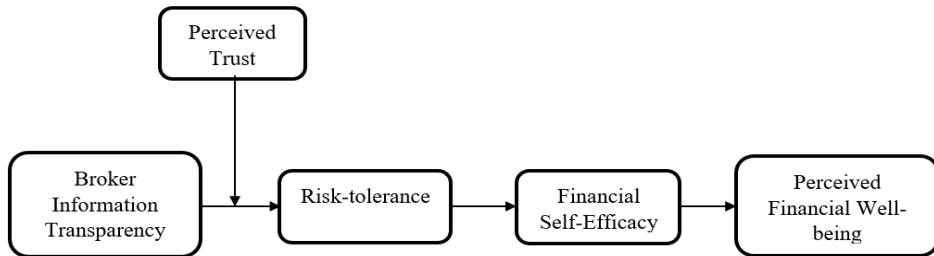 Perceived
Trust
Broker
Information
Transparency
Risk-tolerance
Financial
Self-Efficacy
Perceived
Financial Well-
being